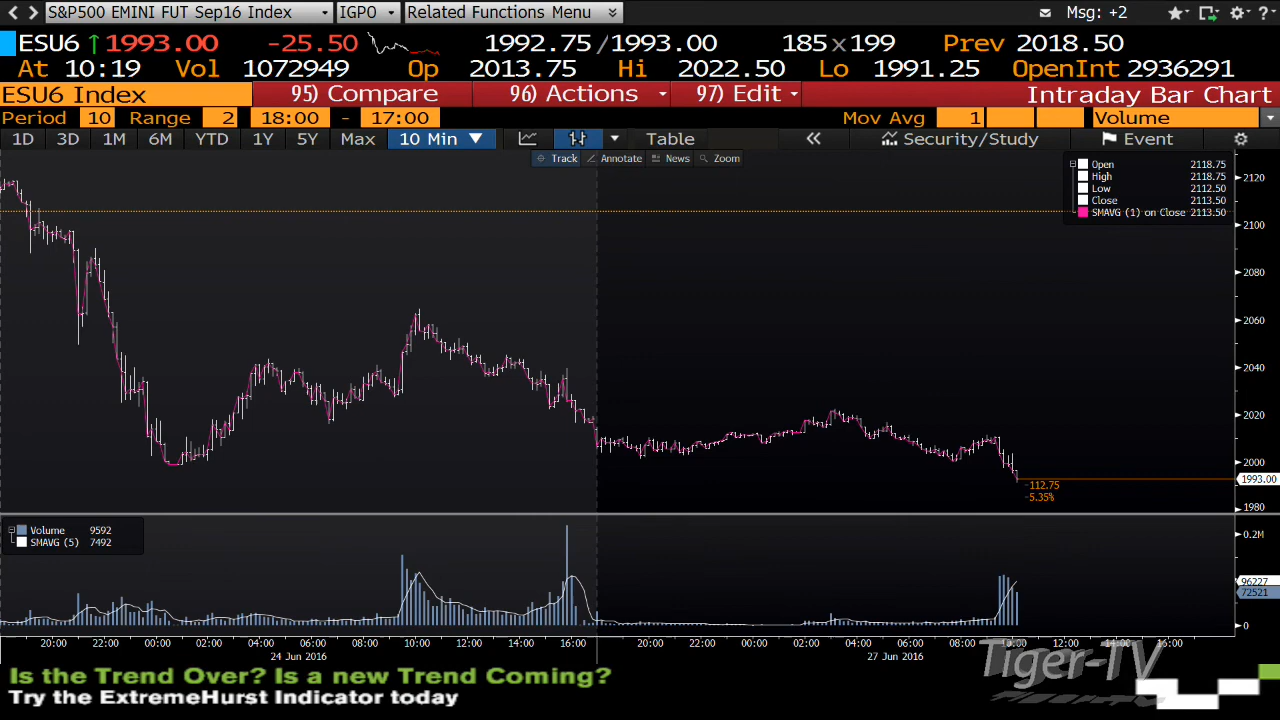 S&P500 EMINI FUT Sep16 Index IGPO Related Functions Menu Msg: +2
ESU6 ↑1993.00 -25.50 1992.75/1993.00 185x199 Prev 2018.50
At 10:19 Vol 1072949 Op 2013.75 Hi 2022.50 Lo 1991.25 OpenInt 2936291
ESU6 Index 95) Compare 96) Actions 97) Edit Intraday Bar Chart
Period 10 Range 2 18:00 - 17:00 Mov Avg 1 Volume
1D 3D 1M 6M YTD 1Y 5Y Max 10 Min Table Security/Study Event
Track Annotate News Zoom
Open 2118.75
High 2118.75
Low 2112.50
Close 2113.50
SMAVG (1) on Close 2113.50
2120
2100
2080
2060
2040
2020
2000
1993.00
1980
-112.75
-5.35%
Volume 9592
SMAVG (5) 7492
0.2M
96227
72521
0
20:00 22:00 00:00 02:00 04:00 06:00 08:00 10:00 12:00 14:00 16:00 20:00 22:00 00:00 02:00 04:00 06:00 08:00 10:00 12:00 14:00 16:00
24 Jun 2016 27 Jun 2016
Tiger-TV
Is the Trend Over? Is a new Trend Coming?
Try the ExtremeHurst Indicator today